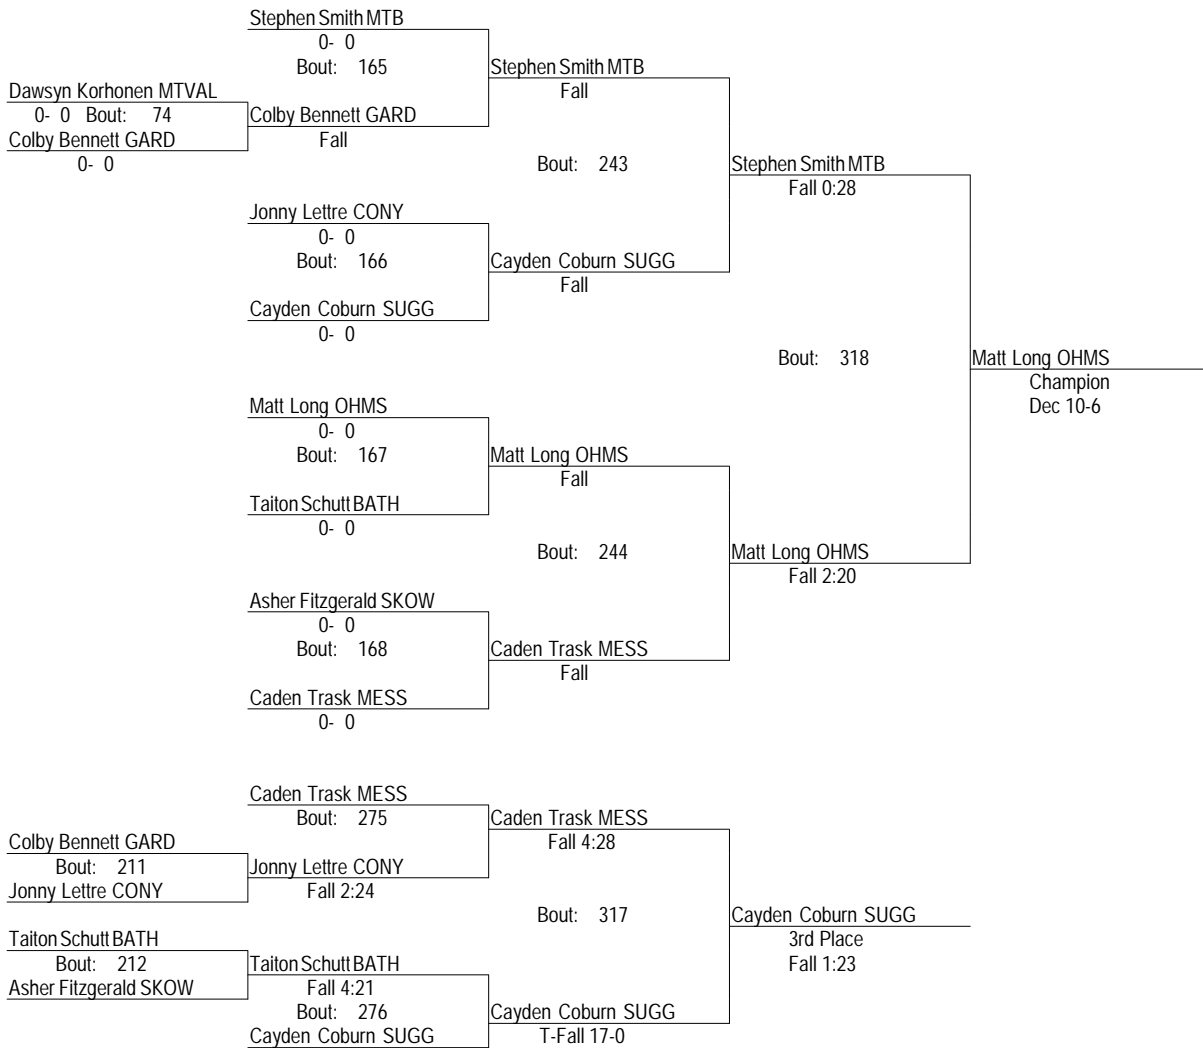 Stephen Smith MTB
0- 0
Bout: 165
Stephen Smith MTB
Fall
Dawsyn Korhonen MTVAL
0- 0 Bout: 74
Colby Bennett GARD
0- 0
Colby Bennett GARD
Fall
Bout: 243
Stephen Smith MTB
Fall 0:28
Jonny Lettre CONY
0- 0
Bout: 166
Cayden Coburn SUGG
Fall
Cayden Coburn SUGG
0- 0
Bout: 318
Matt Long OHMS
Champion
Dec 10-6
Matt Long OHMS
0- 0
Bout: 167
Matt Long OHMS
Fall
Taiton Schutt BATH
0- 0
Bout: 244
Matt Long OHMS
Fall 2:20
Asher Fitzgerald SKOW
0- 0
Bout: 168
Caden Trask MESS
Fall
Caden Trask MESS
0- 0
Caden Trask MESS
Bout: 275
Caden Trask MESS
Fall 4:28
Colby Bennett GARD
Bout: 211
Jonny Lettre CONY
Jonny Lettre CONY
Fall 2:24
Bout: 317
Cayden Coburn SUGG
3rd Place
Fall 1:23
Taiton Schutt BATH
Bout: 212
Asher Fitzgerald SKOW
Taiton Schutt BATH
Fall 4:21
Bout: 276
Cayden Coburn SUGG
Cayden Coburn SUGG
T-Fall 17-0